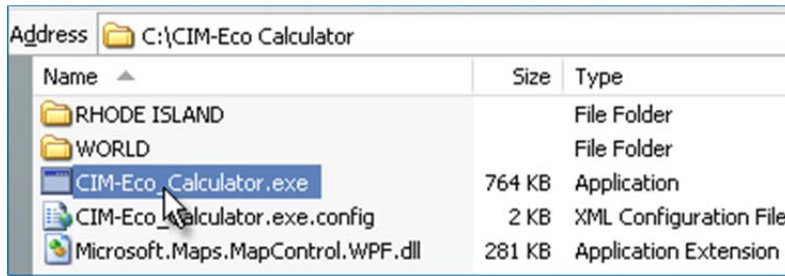 Address C:\CIM-Eco Calculator
Name Size Type
RHODE ISLAND File Folder
WORLD File Folder
CIM-Eco_Calculator.exe 764 KB Application
CIM-Eco_Calculator.exe.config 2 KB XML Configuration File
Microsoft.Maps.MapControl.WPF.dll 281 KB Application Extension